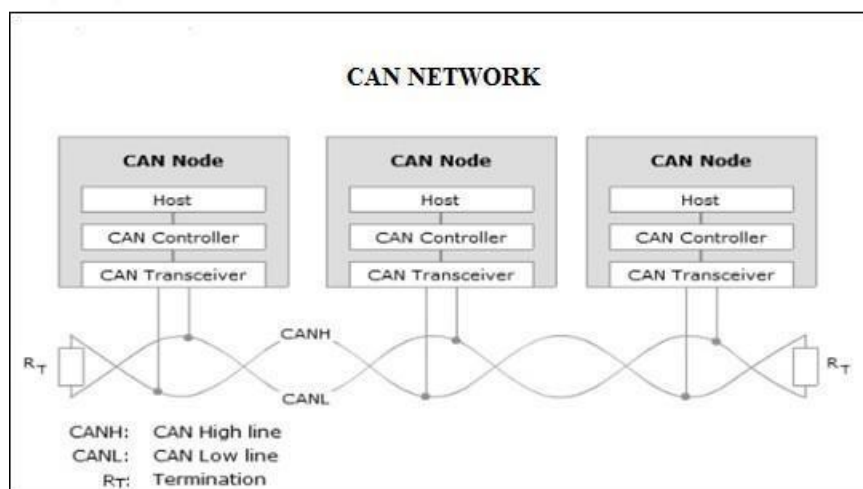 CAN NETWORK
CAN Node CAN Node CAN Node
Host Host Host
CAN Controller CAN Controller CAN Controller
CAN Transceiver CAN Transceiver CAN Transceiver
CANH
RT RT
CANL
CANH: CAN High line
CANL: CAN Low line
RT: Termination